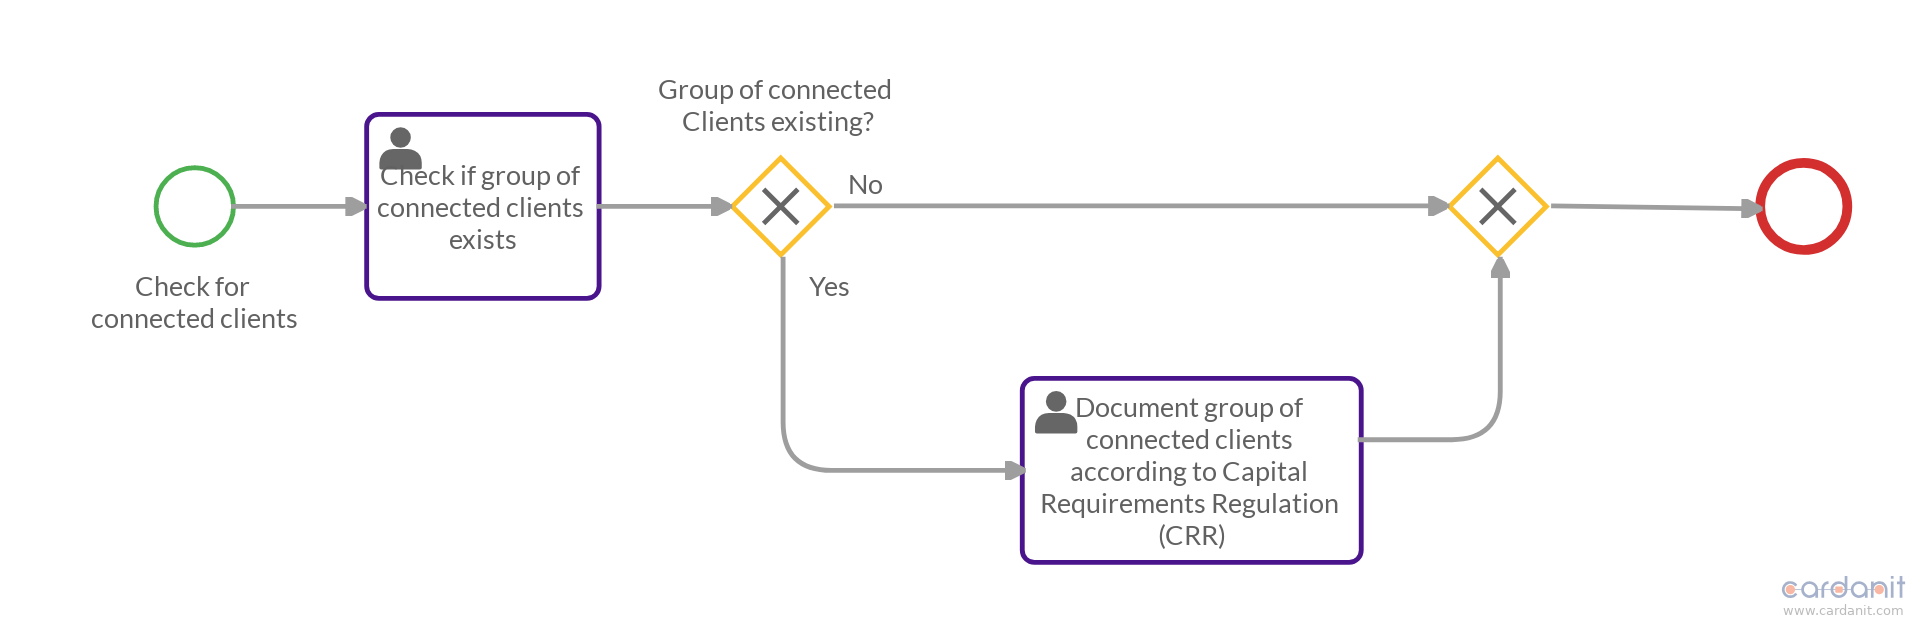 Group of connected
Clients existing?
Check if group of
connected clients
exists
No
Check for
connected clients
Yes
Document group of
connected clients
according to Capital
Requirements Regulation
(CRR)
cardanit
www.cardanit.com